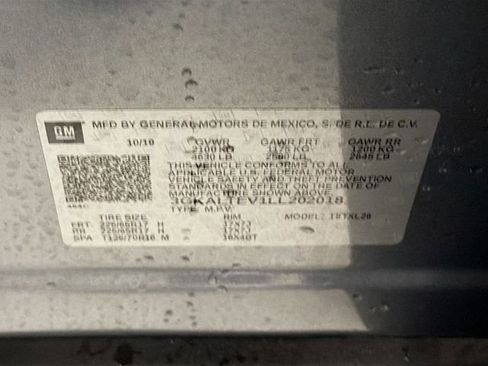 GM
MFD BY GENERAL MOTORS DE MEXICO, S. DE R.L. DE C.V.
10/19 GVWR GAWR FRT GAWR RR
2100 KG 1175 KG 1200 KG
4630 LB 2590 LB 2645 LB
THIS VEHICLE CONFORMS TO ALL
APPLICABLE U.S. FEDERAL MOTOR
VEHICLE SAFETY AND THEFT PREVENTION
STANDARDS IN EFFECT ON THE DATE OF
MANUFACTURE SHOWN ABOVE.
3GKALTEV1LL202018
TYPE: M.P.V. MODEL:
TIRE SIZE RIM
FRT 225/65R17 H 17X7J
RR 225/65R17 H 17X7J
SPA T135/70R16 M 16X4BT